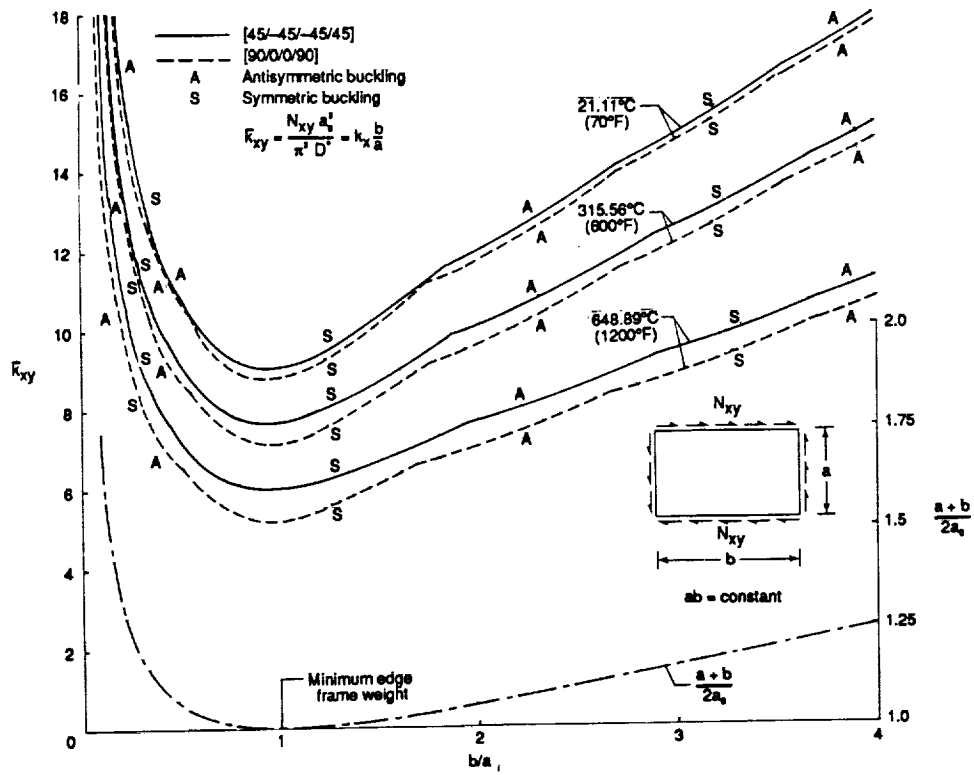 18
16
14
12
10
8
6
4
2
0
k̄xy
[45/–45/–45/45]
[90/0/0/90]
A Antisymmetric buckling
S Symmetric buckling
k̄xy = Nxy a²₀ / π² D* = kx b/a
A
A
A
A
A
21.11°C
(70°F)
S
S
S
A
A
A
315.56°C
(600°F)
S
S
A
A
S
S
A
A
A
S
A
A
S
S
A
A
A
648.89°C
(1200°F)
S
S
A
A
S
S
S
S
A
S
A
A
S
S
Nxy
a
Nxy
b
ab = constant
2.0
1.75
1.5
1.25
1.0
a + b
2a₀
Minimum edge
frame weight
a + b
2a₀
1
2
3
4
b/a